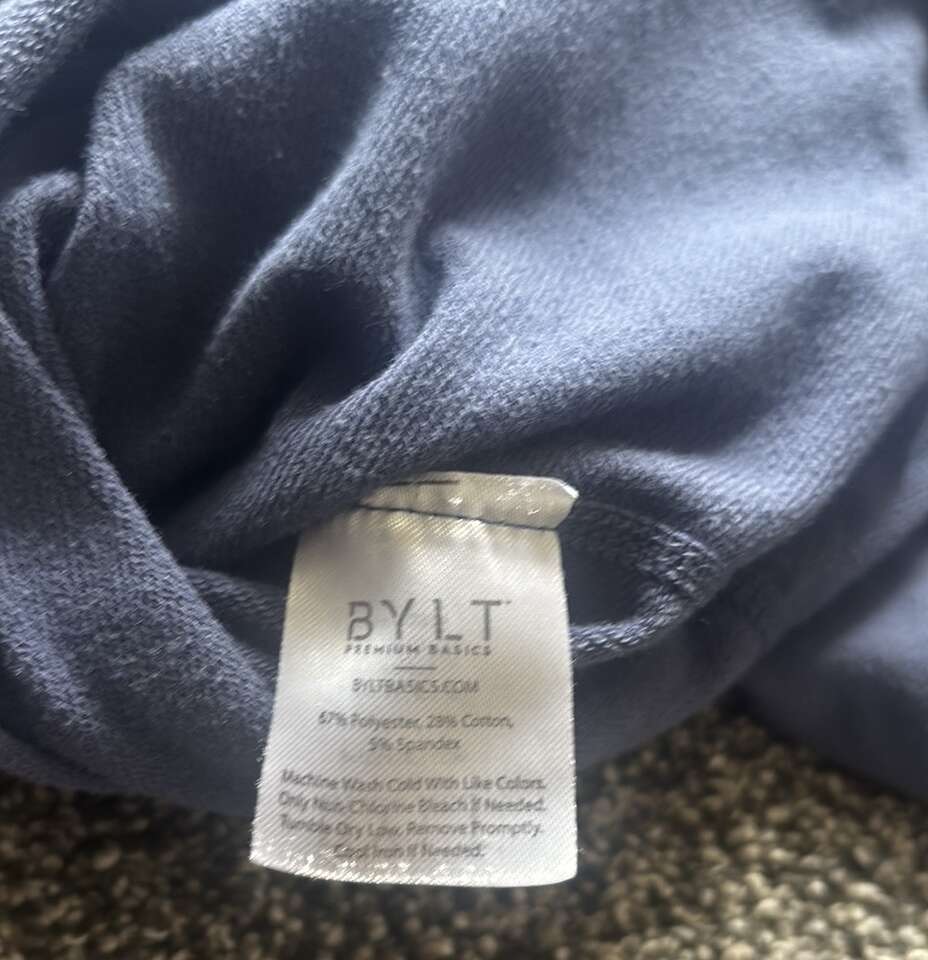 BYLT™
PREMIUM BASICS
BYLTBASICS.COM
67% Polyester, 28% Cotton,
5% Spandex
Machine Wash Cold With Like Colors.
Only Non-Chlorine Bleach If Needed.
Tumble Dry Low. Remove Promptly.
Cool Iron If Needed.